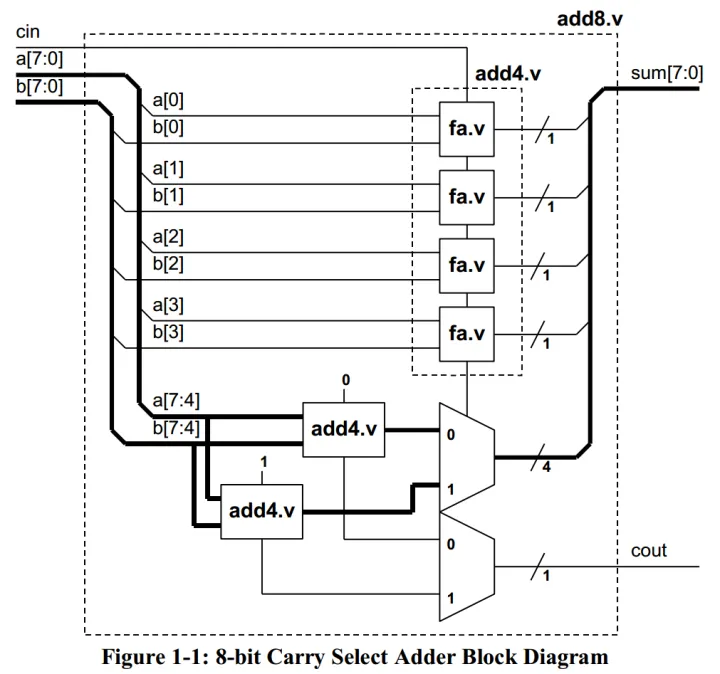 add8.v
cin
a[7:0]
b[7:0]
sum[7:0]
add4.v
a[0]
b[0]
fa.v
1
a[1]
b[1]
fa.v
1
a[2]
b[2]
fa.v
1
a[3]
b[3]
fa.v
1
0
a[7:4]
b[7:4]
add4.v
0
4
1
1
add4.v
0
cout
1
1
Figure 1-1: 8-bit Carry Select Adder Block Diagram